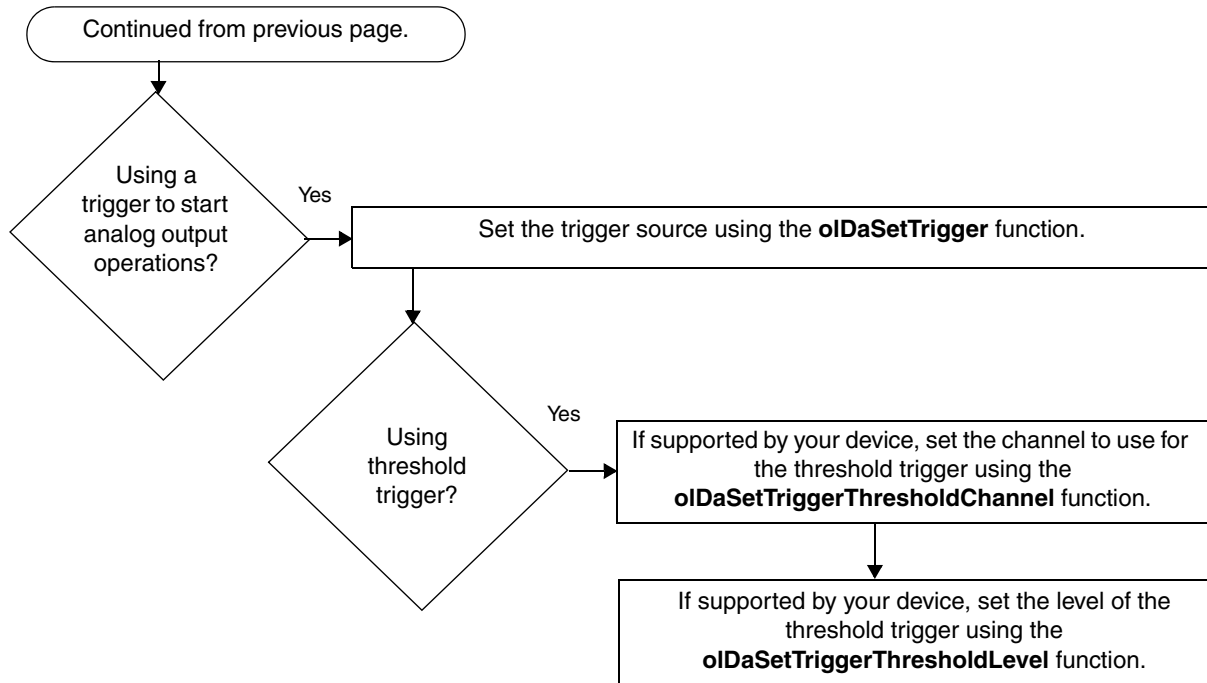 Continued from previous page.
Using a
trigger to start
analog output
operations?
Yes
Set the trigger source using the olDaSetTrigger function.
Using
threshold
trigger?
Yes
If supported by your device, set the channel to use for
the threshold trigger using the
olDaSetTriggerThresholdChannel function.
If supported by your device, set the level of the
threshold trigger using the
olDaSetTriggerThresholdLevel function.